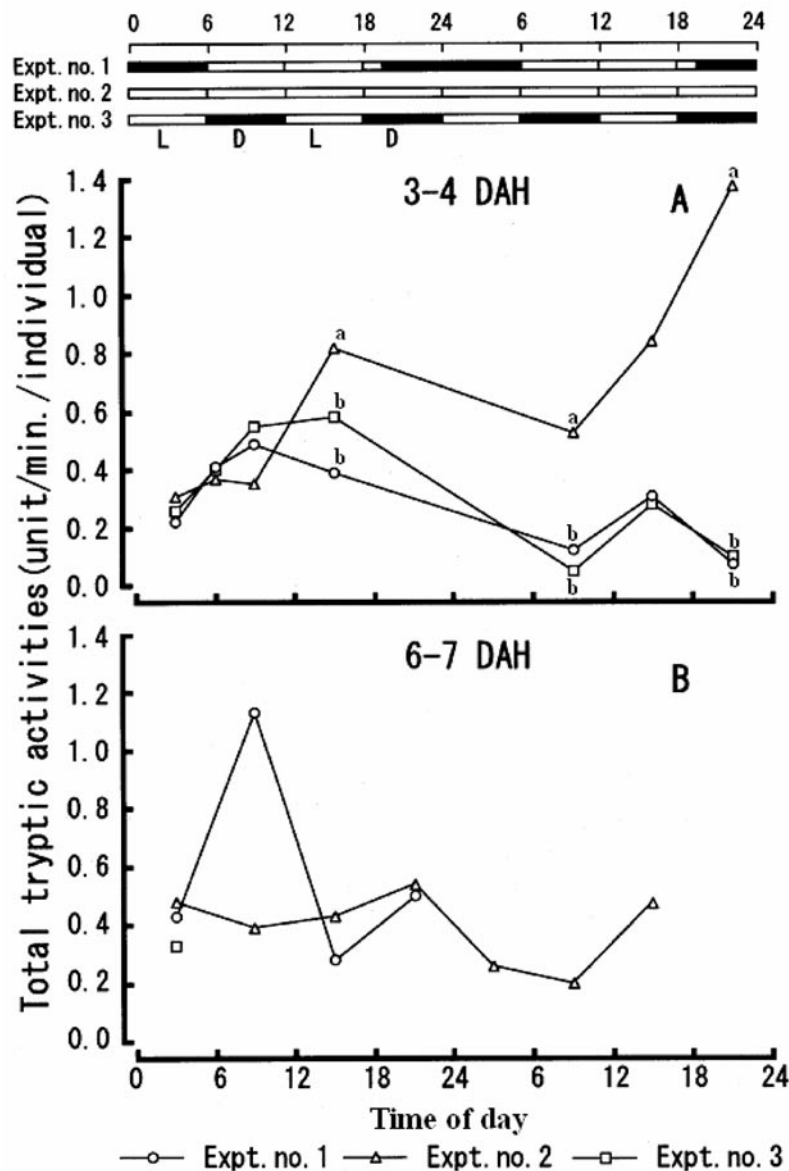 0 6 12 18 24 6 12 18 24
Expt. no. 1
Expt. no. 2
Expt. no. 3
L D L D
3-4 DAH
A
a
1.4
1.2
1.0
0.8
0.6
0.4
0.2
0.0
a
b
b
a
b
b
b
b
6-7 DAH
B
1.4
1.2
1.0
0.8
0.6
0.4
0.2
0.0
Total tryptic activities(unit/min./individual)
0 6 12 18 24 6 12 18 24
Time of day
Expt. no. 1 Expt. no. 2 Expt. no. 3